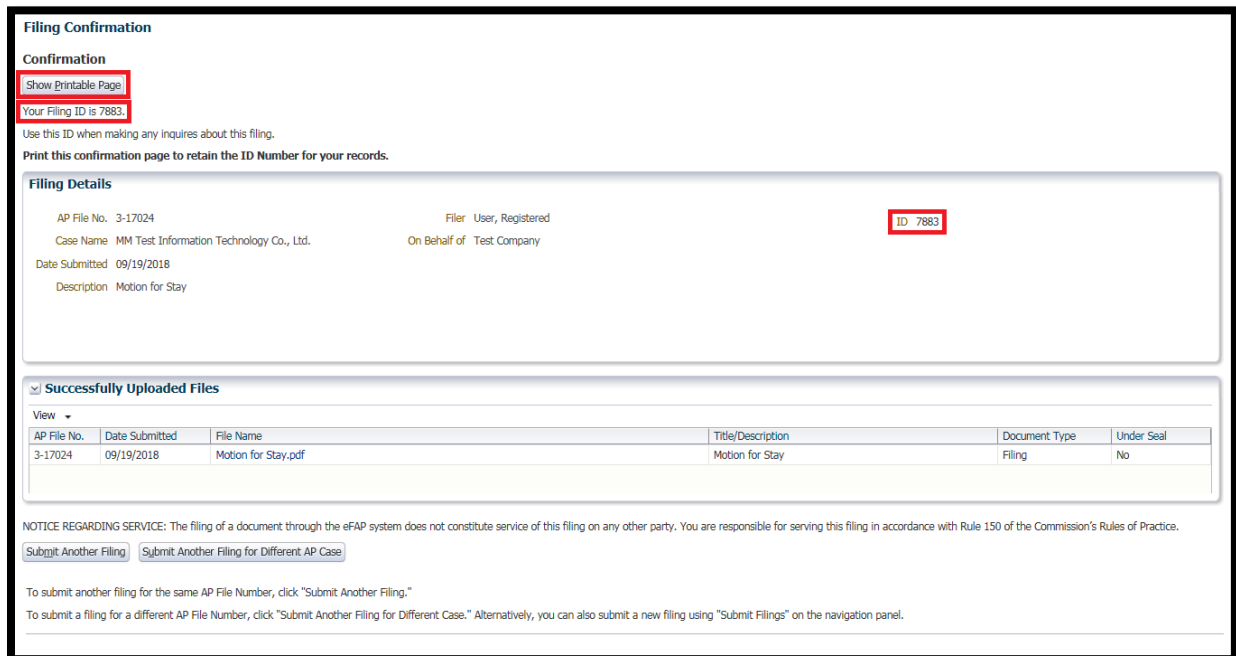 Filing Confirmation
Confirmation
Show Printable Page
Your Filing ID is 7883.
Use this ID when making any inquires about this filing.
Print this confirmation page to retain the ID Number for your records.
Filing Details
AP File No. 3-17024 Filer User, Registered ID 7883
Case Name MM Test Information Technology Co., Ltd. On Behalf of Test Company
Date Submitted 09/19/2018
Description Motion for Stay
Successfully Uploaded Files
View
AP File No. Date Submitted File Name Title/Description Document Type Under Seal
3-17024 09/19/2018 Motion for Stay.pdf Motion for Stay Filing No
NOTICE REGARDING SERVICE: The filing of a document through the eFAP system does not constitute service of this filing on any other party. You are responsible for serving this filing in accordance with Rule 150 of the Commission's Rules of Practice.
Submit Another Filing Submit Another Filing for Different AP Case
To submit another filing for the same AP File Number, click "Submit Another Filing."
To submit a filing for a different AP File Number, click "Submit Another Filing for Different Case." Alternatively, you can also submit a new filing using "Submit Filings" on the navigation panel.